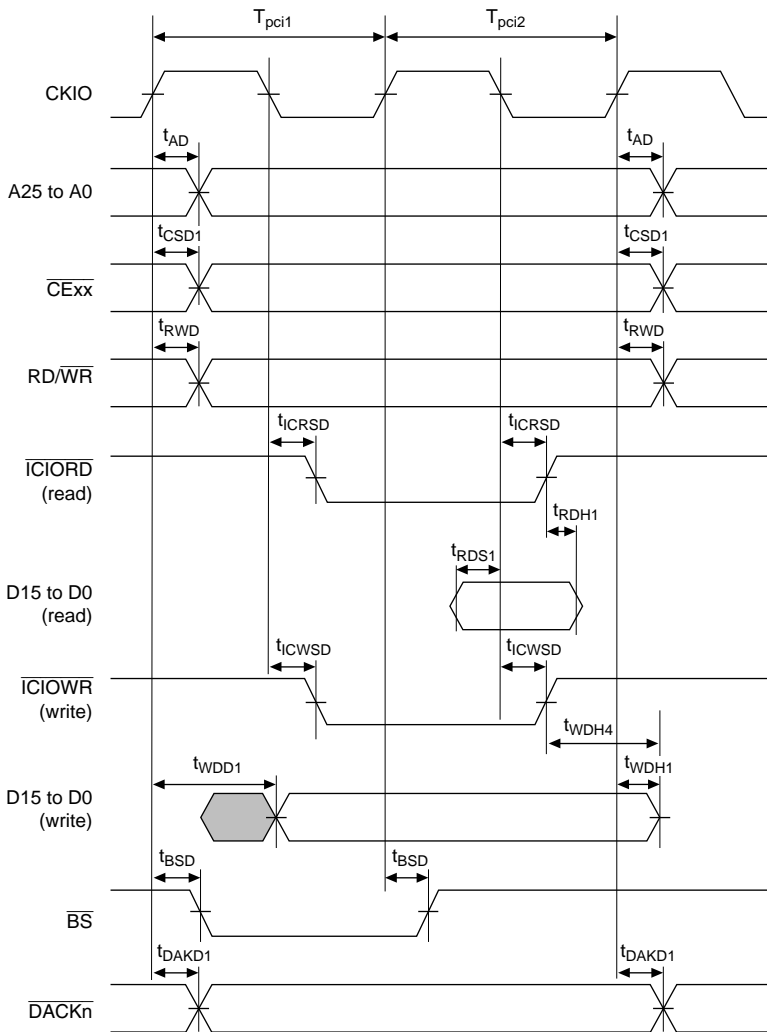 Tpci1 Tpci2
CKIO
tAD tAD
A25 to A0
tCSD1 tCSD1
CExx
tRWD tRWD
RD/WR
tICRSD tICRSD
ICIORD
(read)
tRDH1
tRDS1
D15 to D0
(read)
tICWSD tICWSD
ICIOWR
(write)
tWDH4
tWDD1 tWDH1
D15 to D0
(write)
tBSD tBSD
BS
tDAKD1 tDAKD1
DACKn